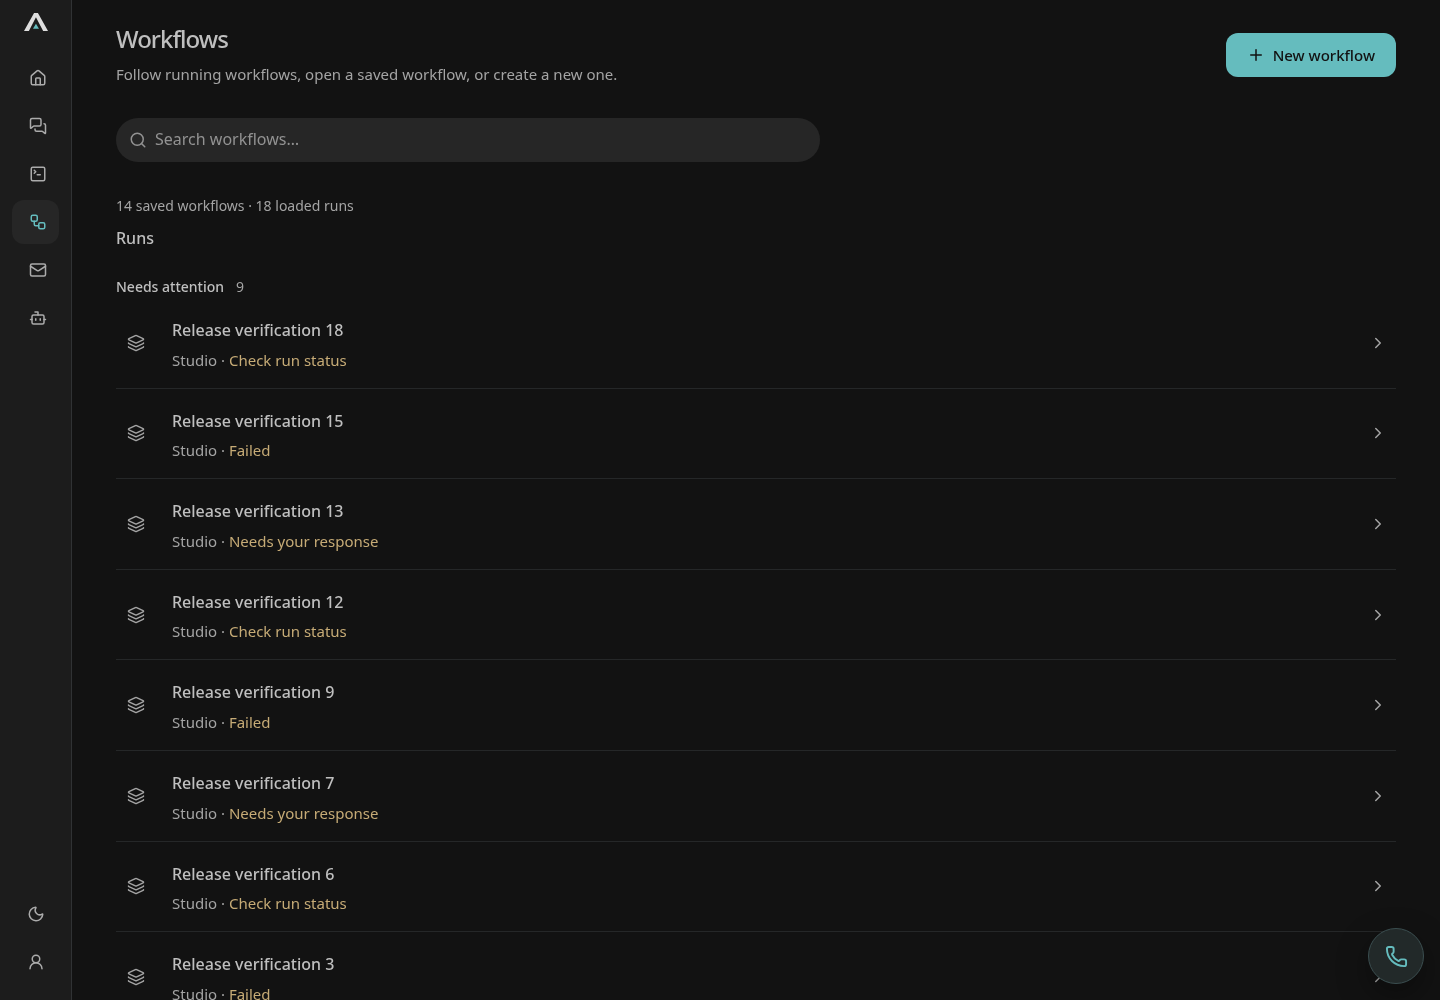 Workflows
Follow running workflows, open a saved workflow, or create a new one.
New workflow
Search workflows...
14 saved workflows · 18 loaded runs
Runs
Needs attention 9
Release verification 18
Studio · Check run status
Release verification 15
Studio · Failed
Release verification 13
Studio · Needs your response
Release verification 12
Studio · Check run status
Release verification 9
Studio · Failed
Release verification 7
Studio · Needs your response
Release verification 6
Studio · Check run status
Release verification 3
Studio · Failed